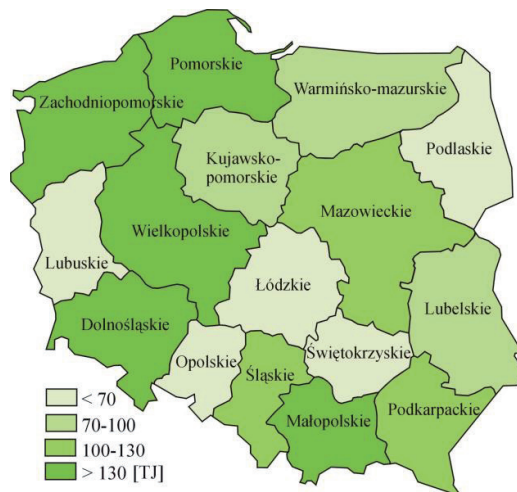 Pomorskie
Zachodniopomorskie
Warmińsko-mazurskie
Podlaskie
Kujawsko-
pomorskie
Mazowieckie
Wielkopolskie
Lubuskie
Łódzkie
Lubelskie
Dolnośląskie
Opolskie
Śląskie
Świętokrzyskie
Małopolskie
Podkarpackie
< 70
70-100
100-130
> 130 [TJ]